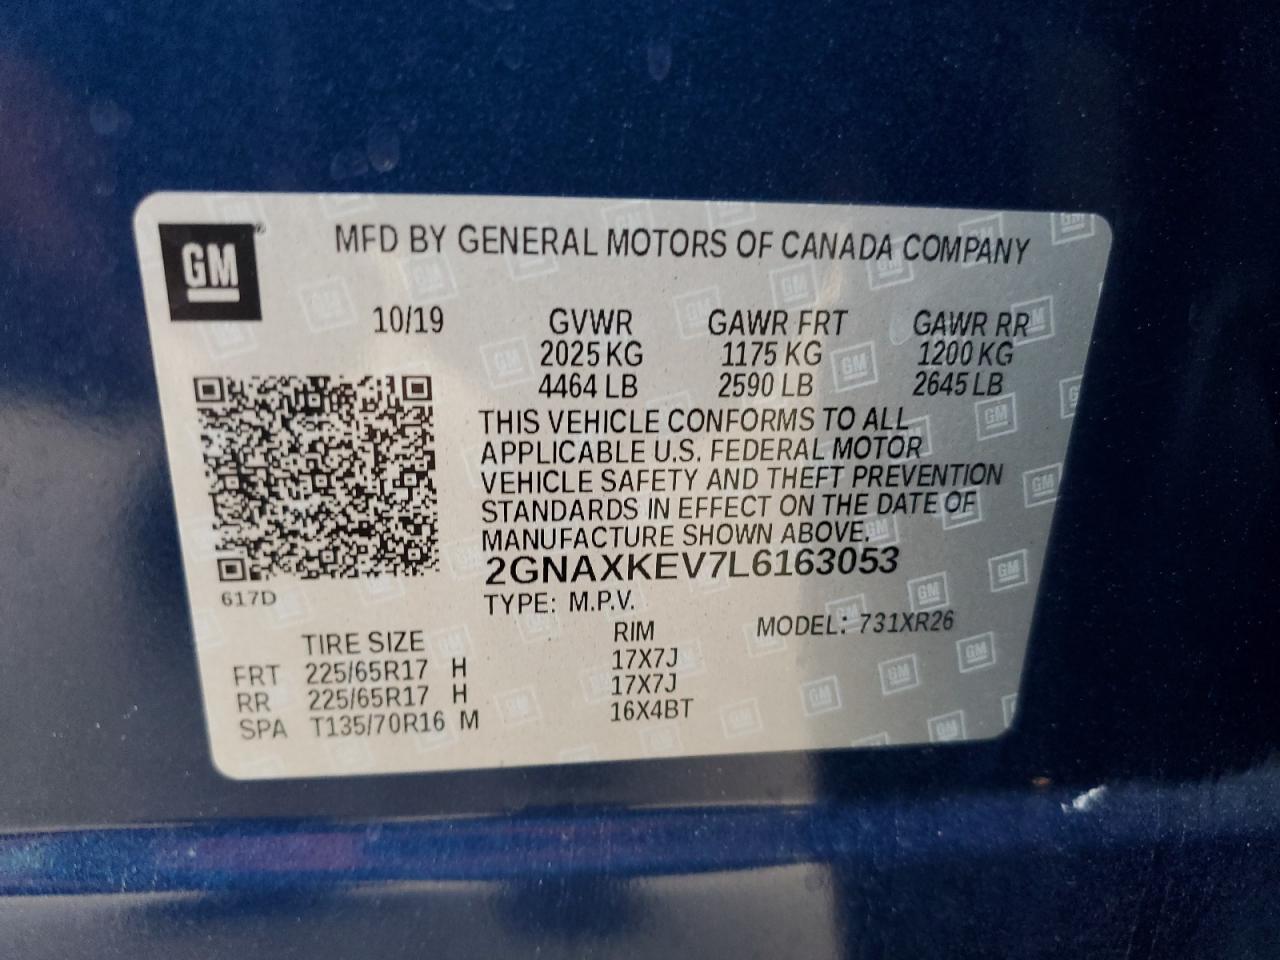 GM®
MFD BY GENERAL MOTORS OF CANADA COMPANY
10/19 GVWR GAWR FRT GAWR RR
2025 KG 1175 KG 1200 KG
4464 LB 2590 LB 2645 LB
THIS VEHICLE CONFORMS TO ALL
APPLICABLE U.S. FEDERAL MOTOR
VEHICLE SAFETY AND THEFT PREVENTION
STANDARDS IN EFFECT ON THE DATE OF
MANUFACTURE SHOWN ABOVE.
2GNAXKEV7L6163053
617D
TYPE: M.P.V. MODEL: 731XR26
TIRE SIZE RIM
FRT 225/65R17 H 17X7J
RR 225/65R17 H 17X7J
SPA T135/70R16 M 16X4BT